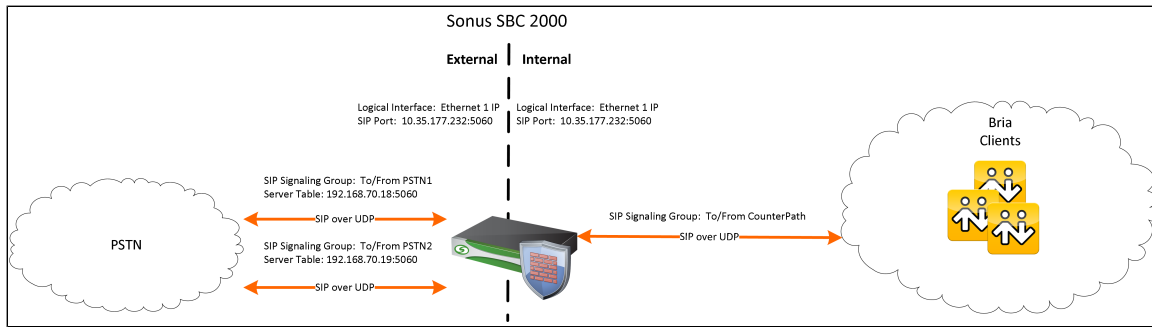 Sonus SBC 2000
External
Internal
Logical Interface: Ethernet 1 IP
SIP Port: 10.35.177.232:5060
Logical Interface: Ethernet 1 IP
SIP Port: 10.35.177.232:5060
SIP Signaling Group: To/From PSTN1
Server Table: 192.168.70.18:5060
SIP over UDP
PSTN
SIP Signaling Group: To/From PSTN2
Server Table: 192.168.70.19:5060
SIP over UDP
SIP Signaling Group: To/From CounterPath
SIP over UDP
Bria
Clients